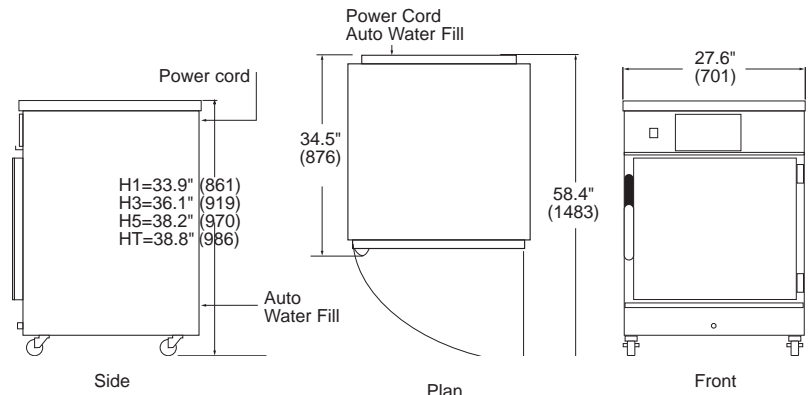 Power Cord
Auto Water Fill
Power cord
27.6"
(701)
34.5"
(876)
58.4"
(1483)
H1=33.9" (861)
H3=36.1" (919)
H5=38.2" (970)
HT=38.8" (986)
Auto
Water Fill
Side
Plan
Front